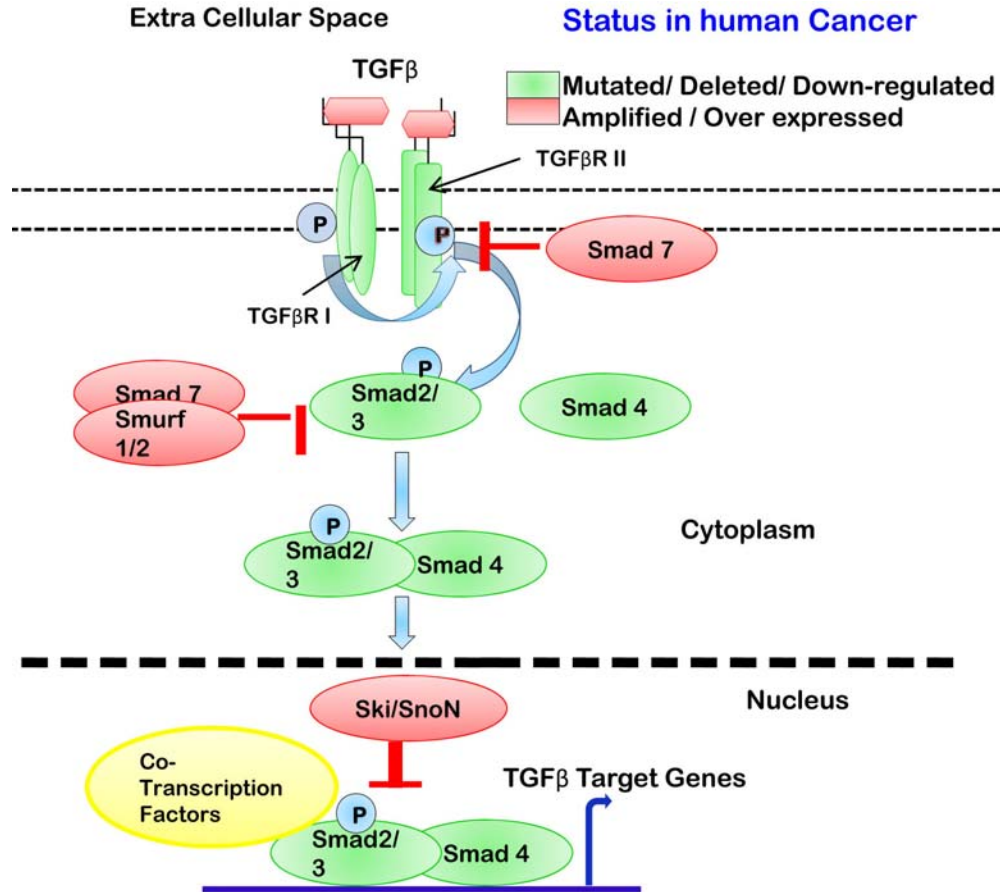 Extra Cellular Space
Status in human Cancer
TGFβ
Mutated/ Deleted/ Down-regulated
Amplified / Over expressed
TGFβR II
P
P
Smad 7
TGFβR I
P
Smad 7
Smurf
1/2
Smad2/
3
Smad 4
P
Smad2/
3
Smad 4
Cytoplasm
Nucleus
Ski/SnoN
Co-
Transcription
Factors
TGFβ Target Genes
P
Smad2/
3
Smad 4